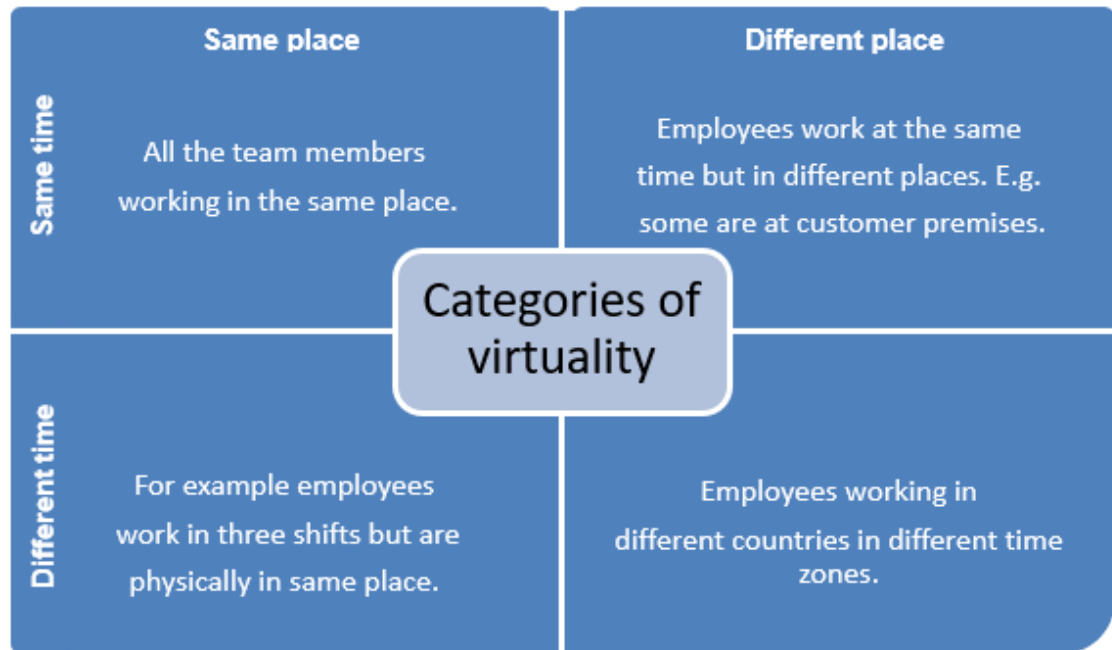 Same place
Different place
Same time
All the team members
working in the same place.
Employees work at the same
time but in different places. E.g.
some are at customer premises.
Categories of
virtuality
Different time
For example employees
work in three shifts but are
physically in same place.
Employees working in
different countries in different time
zones.